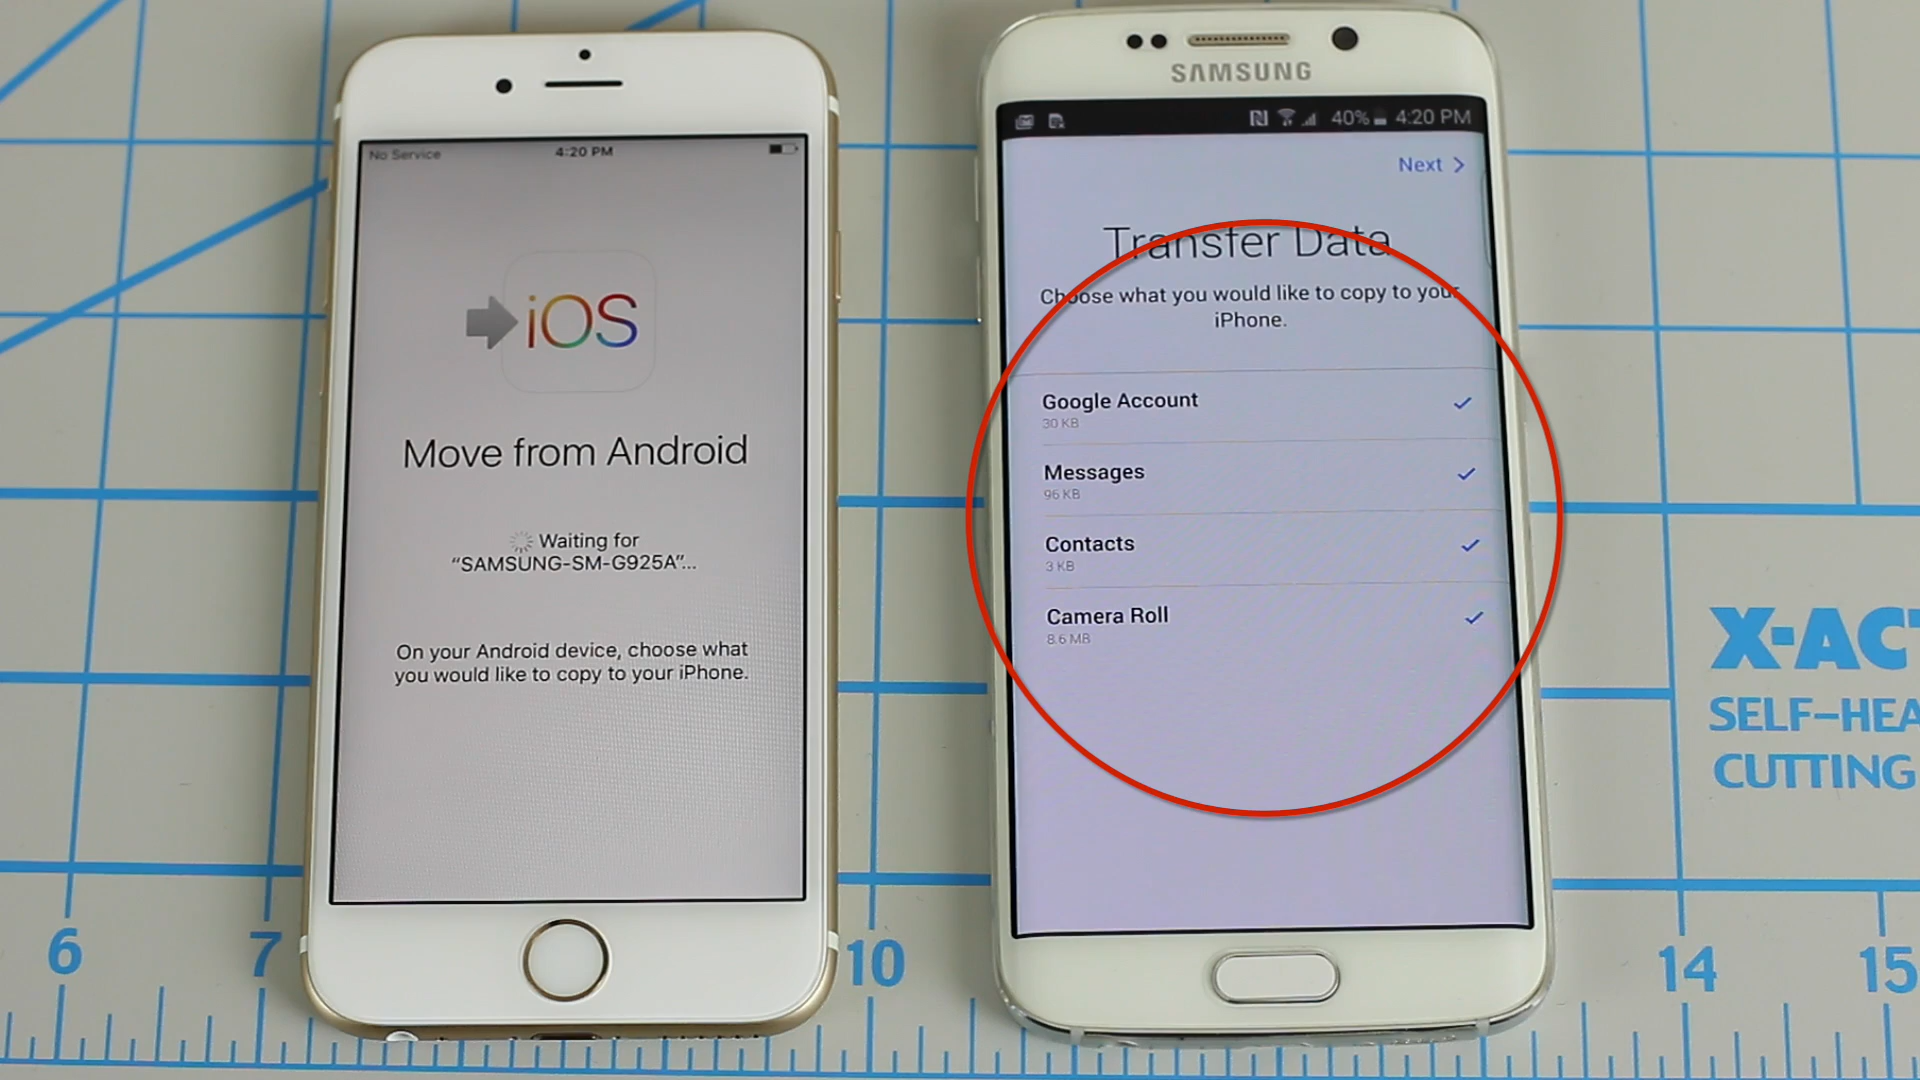 No Service
4:20 PM
iOS
Move from Android
Waiting for
“SAMSUNG-SM-G925A”...
On your Android device, choose what
you would like to copy to your iPhone.
SAMSUNG
40% 4:20 PM
Next >
Transfer Data
Choose what you would like to copy to your
iPhone.
Google Account
30 KB
Messages
96 KB
Contacts
3 KB
Camera Roll
8.6 MB
X-ACT
SELF-HEA
CUTTING
6 7 10 14 15